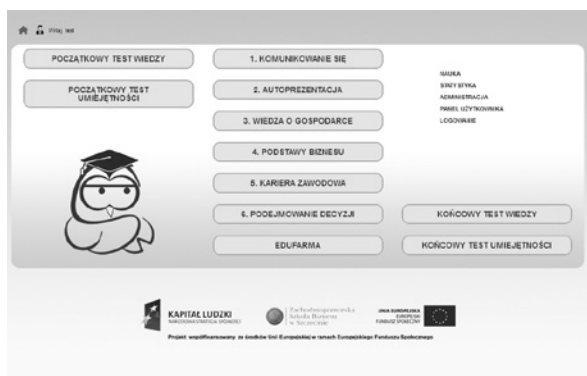 Witaj, test
POCZĄTKOWY TEST WIEDZY
POCZĄTKOWY TEST
UMIEJĘTNOŚCI
1. KOMUNIKOWANIE SIĘ
2. AUTOPREZENTACJA
3. WIEDZA O GOSPODARCE
4. PODSTAWY BIZNESU
5. KARIERA ZAWODOWA
6. PODEJMOWANIE DECYZJI
EDUFARMA
NAUKA
STATYSTYKA
ADMINISTRACJA
PANEL UŻYTKOWNIKA
LOGOWANIE
KOŃCOWY TEST WIEDZY
KOŃCOWY TEST UMIEJĘTNOŚCI
KAPITAŁ LUDZKI
NARODOWA STRATEGIA SPÓJNOŚCI
Zachodniopomorska
Szkoła Biznesu
w Szczecinie
UNIA EUROPEJSKA
EUROPEJSKI
FUNDUSZ SPOŁECZNY
Projekt współfinansowany ze środków Unii Europejskiej w ramach Europejskiego Funduszu Społecznego